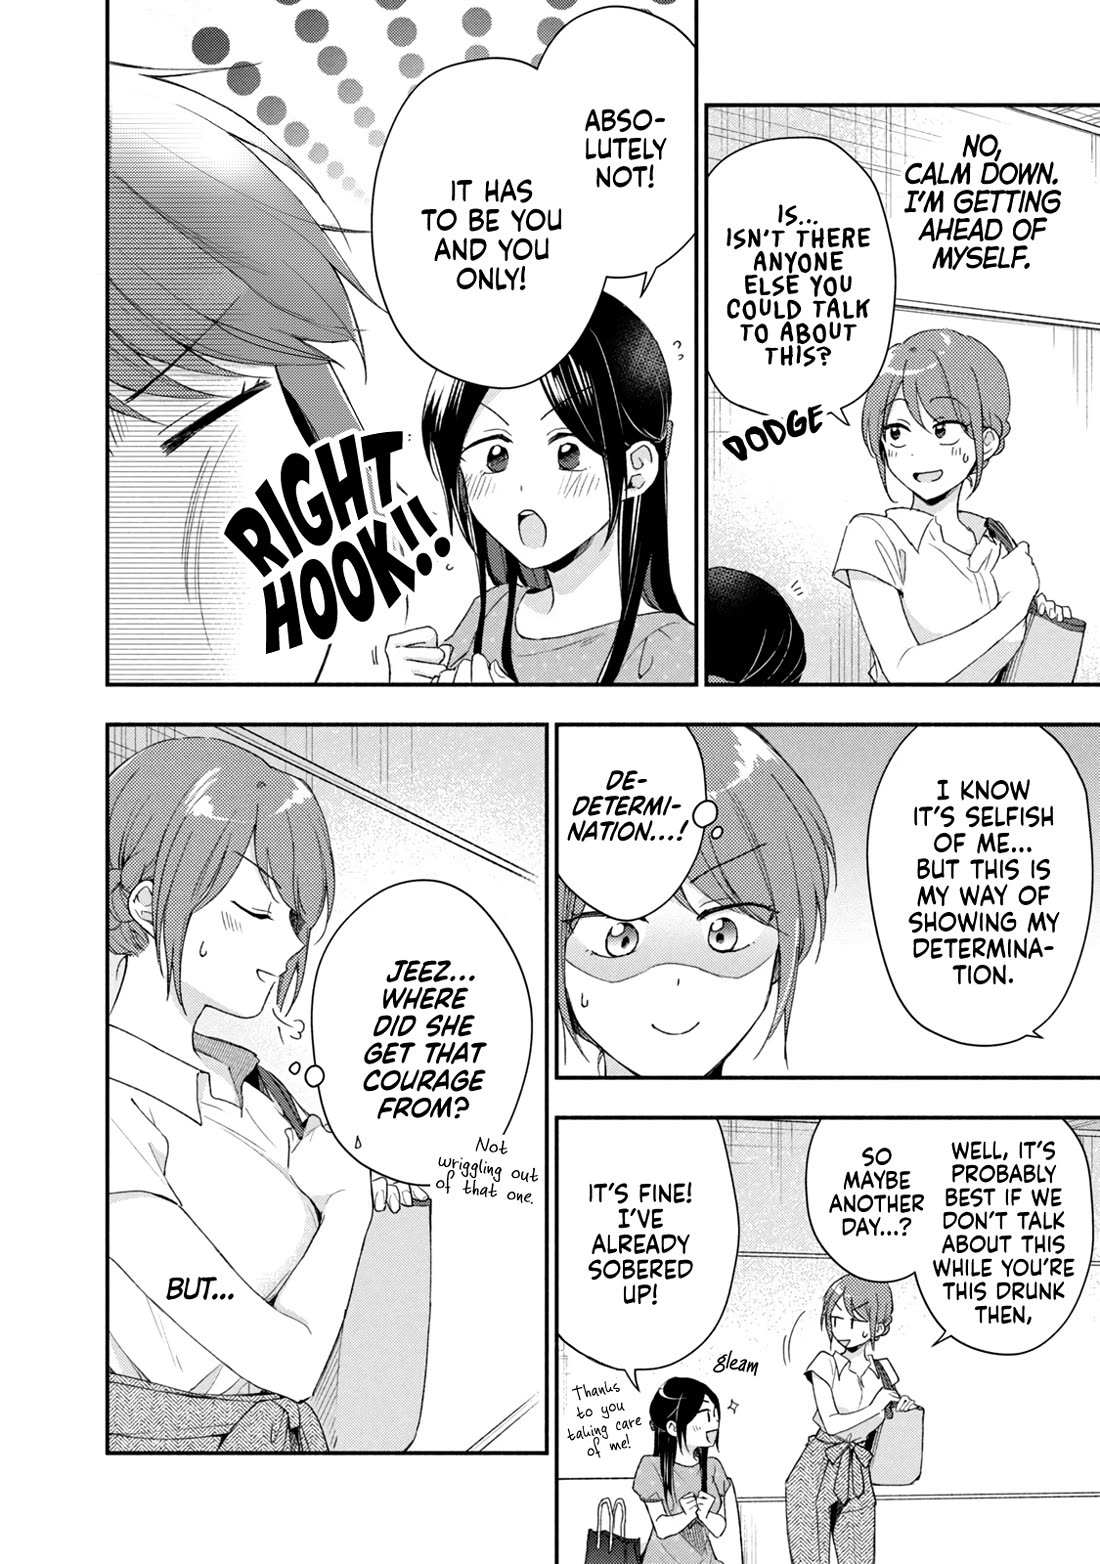 NO,
CALM DOWN.
I'M GETTING
AHEAD OF
MYSELF.
IS...
ISN'T THERE
ANYONE
ELSE YOU
COULD TALK
TO ABOUT
THIS?
DODGE
ABSO-
LUTELY
NOT!
IT HAS
TO BE YOU
AND YOU
ONLY!
RIGHT
HOOK!!
I KNOW
IT'S SELFISH
OF ME...
BUT THIS IS
MY WAY OF
SHOWING MY
DETERMINA-
TION.
DE-
DETERMI-
NATION...!
WELL, IT'S
PROBABLY
BEST IF WE
DON'T TALK
ABOUT THIS
WHILE YOU'RE
THIS DRUNK
THEN,
SO
MAYBE
ANOTHER
DAY...?
IT'S FINE!
I'VE
ALREADY
SOBERED
UP!
gleam
Thanks
to you
taking care
of me!
JEEZ...
WHERE
DID SHE
GET THAT
COURAGE
FROM?
Not
wriggling out
of that one.
BUT...